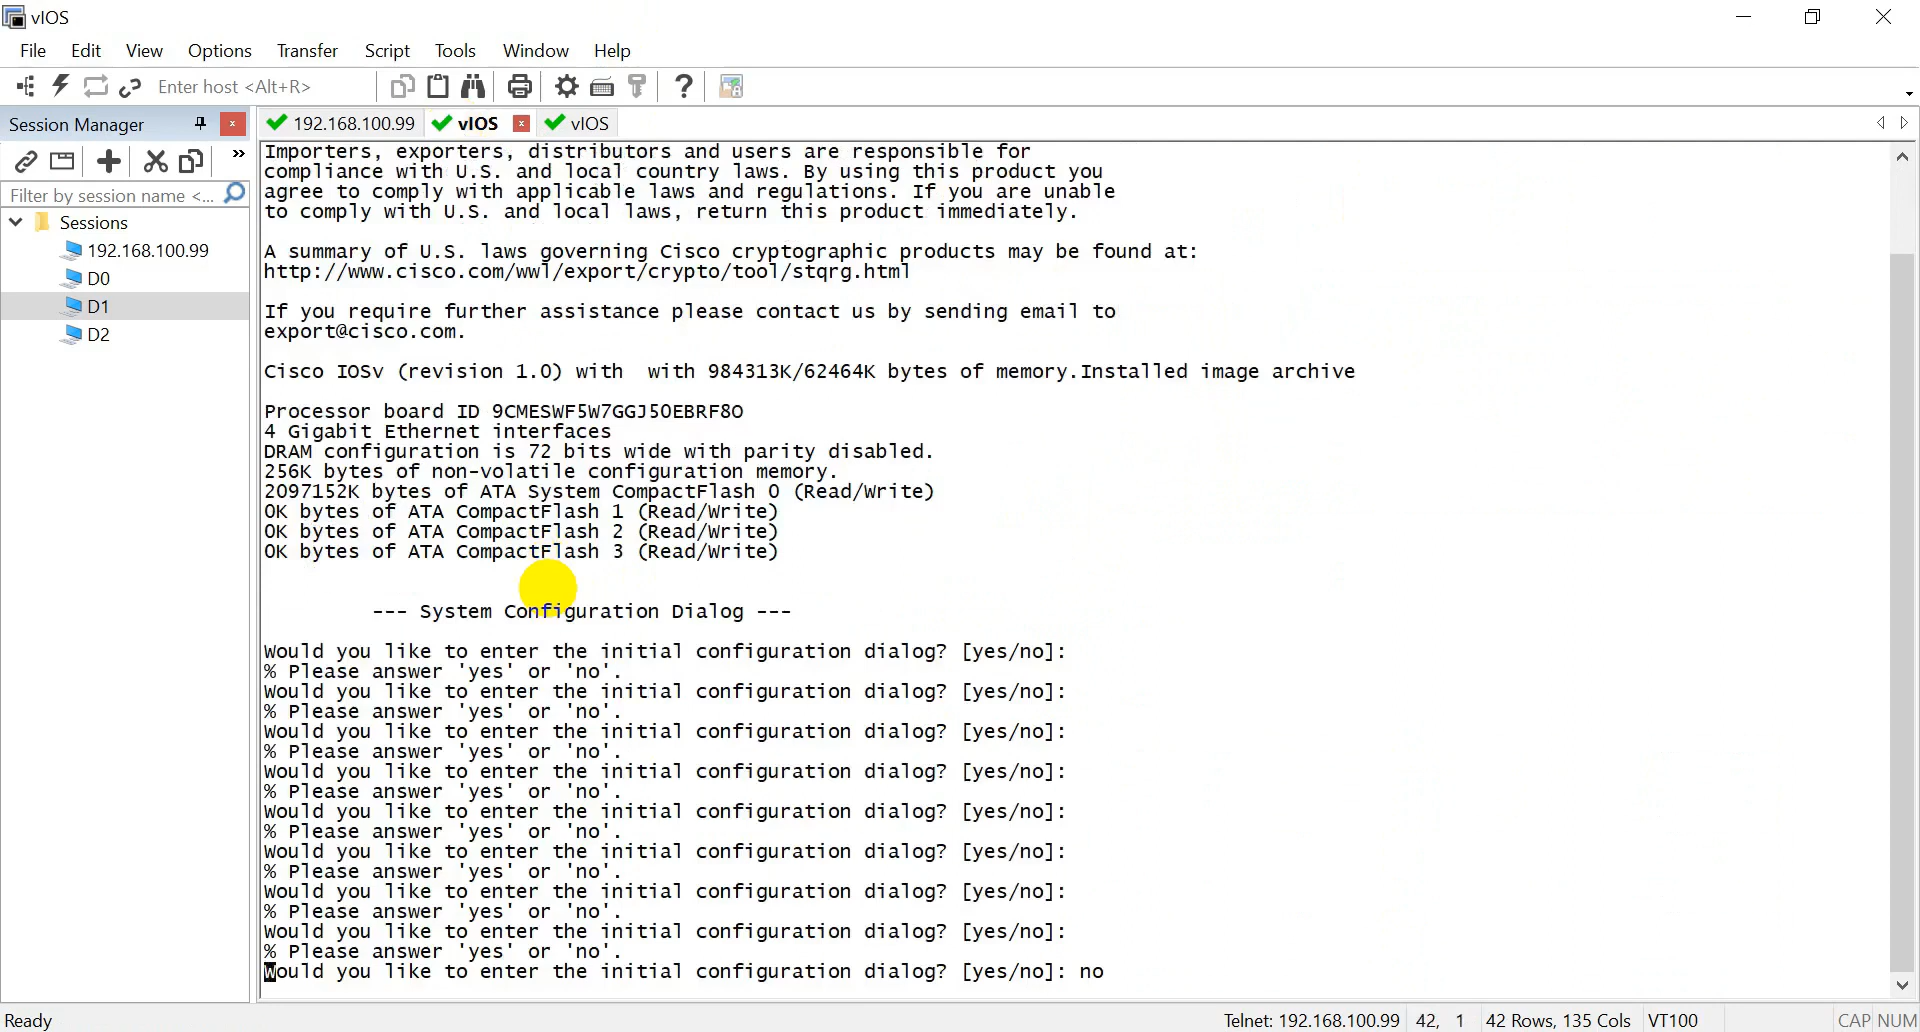 vIOS
File Edit View Options Transfer Script Tools Window Help
Enter host <Alt+R>
Session Manager
192.168.100.99 vIOS vIOS
Filter by session name <...
Sessions
192.168.100.99
D0
D1
D2
Importers, exporters, distributors and users are responsible for
compliance with U.S. and local country laws. By using this product you
agree to comply with applicable laws and regulations. If you are unable
to comply with U.S. and local laws, return this product immediately.
A summary of U.S. laws governing Cisco cryptographic products may be found at:
http://www.cisco.com/wwl/export/crypto/tool/stqrg.html
If you require further assistance please contact us by sending email to
export@cisco.com.
Cisco IOSv (revision 1.0) with  with 984313K/62464K bytes of memory.Installed image archive
Processor board ID 9CMESWF5W7GGJ5OEBRF8O
4 Gigabit Ethernet interfaces
DRAM configuration is 72 bits wide with parity disabled.
256K bytes of non-volatile configuration memory.
2097152K bytes of ATA System CompactFlash 0 (Read/Write)
0K bytes of ATA CompactFlash 1 (Read/Write)
0K bytes of ATA CompactFlash 2 (Read/Write)
0K bytes of ATA CompactFlash 3 (Read/Write)
--- System Configuration Dialog ---
Would you like to enter the initial configuration dialog? [yes/no]:
% Please answer 'yes' or 'no'.
Would you like to enter the initial configuration dialog? [yes/no]:
% Please answer 'yes' or 'no'.
Would you like to enter the initial configuration dialog? [yes/no]:
% Please answer 'yes' or 'no'.
Would you like to enter the initial configuration dialog? [yes/no]:
% Please answer 'yes' or 'no'.
Would you like to enter the initial configuration dialog? [yes/no]:
% Please answer 'yes' or 'no'.
Would you like to enter the initial configuration dialog? [yes/no]:
% Please answer 'yes' or 'no'.
Would you like to enter the initial configuration dialog? [yes/no]:
% Please answer 'yes' or 'no'.
Would you like to enter the initial configuration dialog? [yes/no]:
% Please answer 'yes' or 'no'.
Would you like to enter the initial configuration dialog? [yes/no]: no
Ready Telnet: 192.168.100.99 42, 1 42 Rows, 135 Cols VT100 CAP NUM